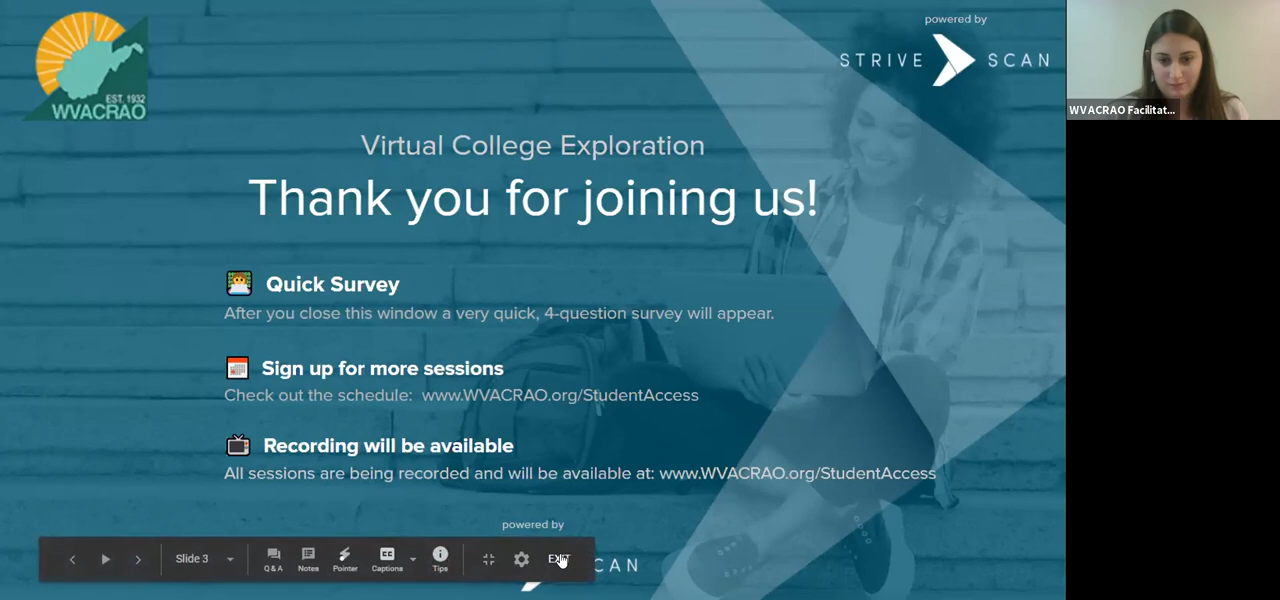 powered by
STRIVE SCAN
EST. 1932
WVACRAO
WVACRAO Facilitat...
Virtual College Exploration
Thank you for joining us!
Quick Survey
After you close this window a very quick, 4-question survey will appear.
Sign up for more sessions
Check out the schedule: www.WVACRAO.org/StudentAccess
Recording will be available
All sessions are being recorded and will be available at: www.WVACRAO.org/StudentAccess
powered by
CAN
Slide 3
Q & A
Notes
Pointer
CC
Captions
Tips
EXIT